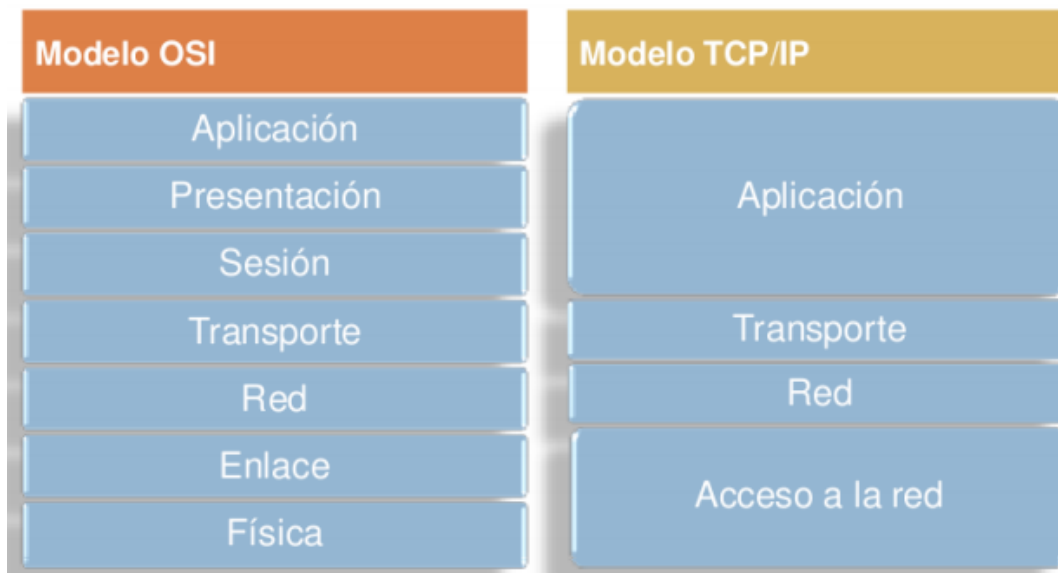 Modelo OSI
Aplicación
Presentación
Sesión
Transporte
Red
Enlace
Física
Modelo TCP/IP
Aplicación
Transporte
Red
Acceso a la red